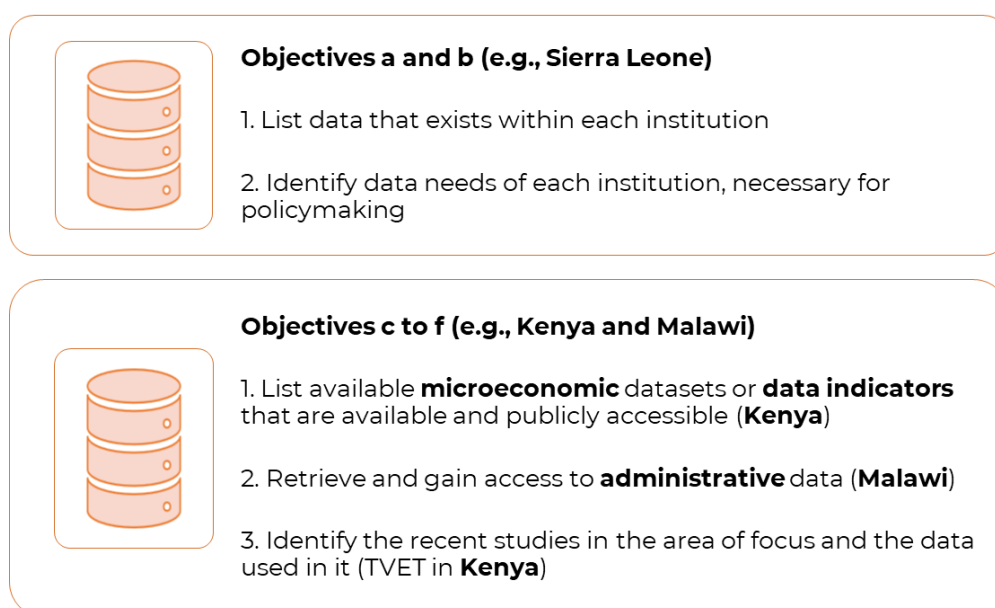 Objectives a and b (e.g., Sierra Leone)
1. List data that exists within each institution
2. Identify data needs of each institution, necessary for
policymaking
Objectives c to f (e.g., Kenya and Malawi)
1. List available microeconomic datasets or data indicators
that are available and publicly accessible (Kenya)
2. Retrieve and gain access to administrative data (Malawi)
3. Identify the recent studies in the area of focus and the data
used in it (TVET in Kenya)